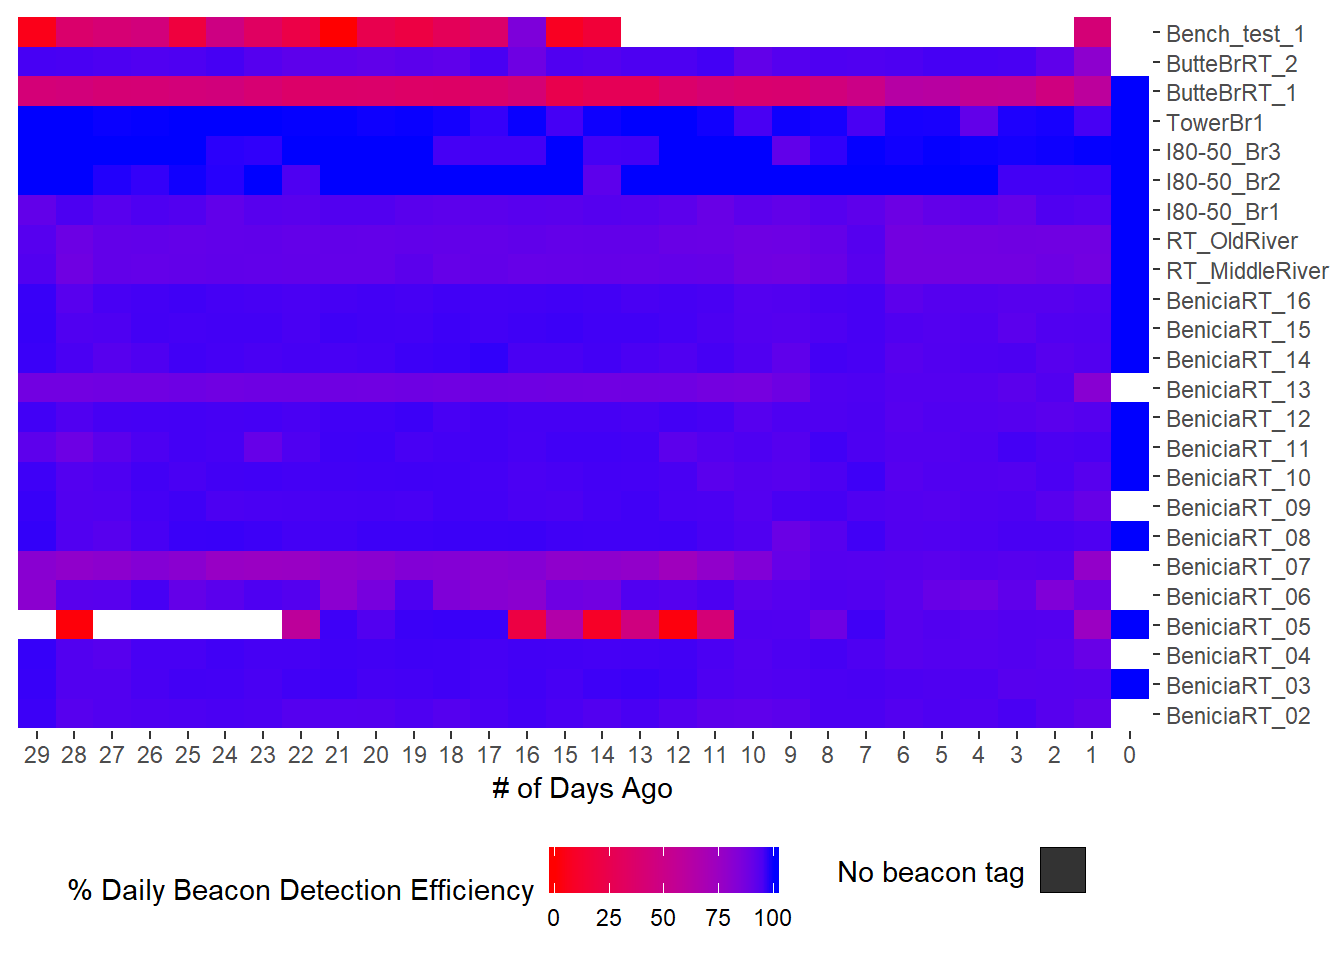 Bench_test_1
ButteBrRT_2
ButteBrRT_1
TowerBr1
I80-50_Br3
I80-50_Br2
I80-50_Br1
RT_OldRiver
RT_MiddleRiver
BeniciaRT_16
BeniciaRT_15
BeniciaRT_14
BeniciaRT_13
BeniciaRT_12
BeniciaRT_11
BeniciaRT_10
BeniciaRT_09
BeniciaRT_08
BeniciaRT_07
BeniciaRT_06
BeniciaRT_05
BeniciaRT_04
BeniciaRT_03
BeniciaRT_02
29 28 27 26 25 24 23 22 21 20 19 18 17 16 15 14 13 12 11 10 9 8 7 6 5 4 3 2 1 0
# of Days Ago
% Daily Beacon Detection Efficiency
0 25 50 75 100
No beacon tag